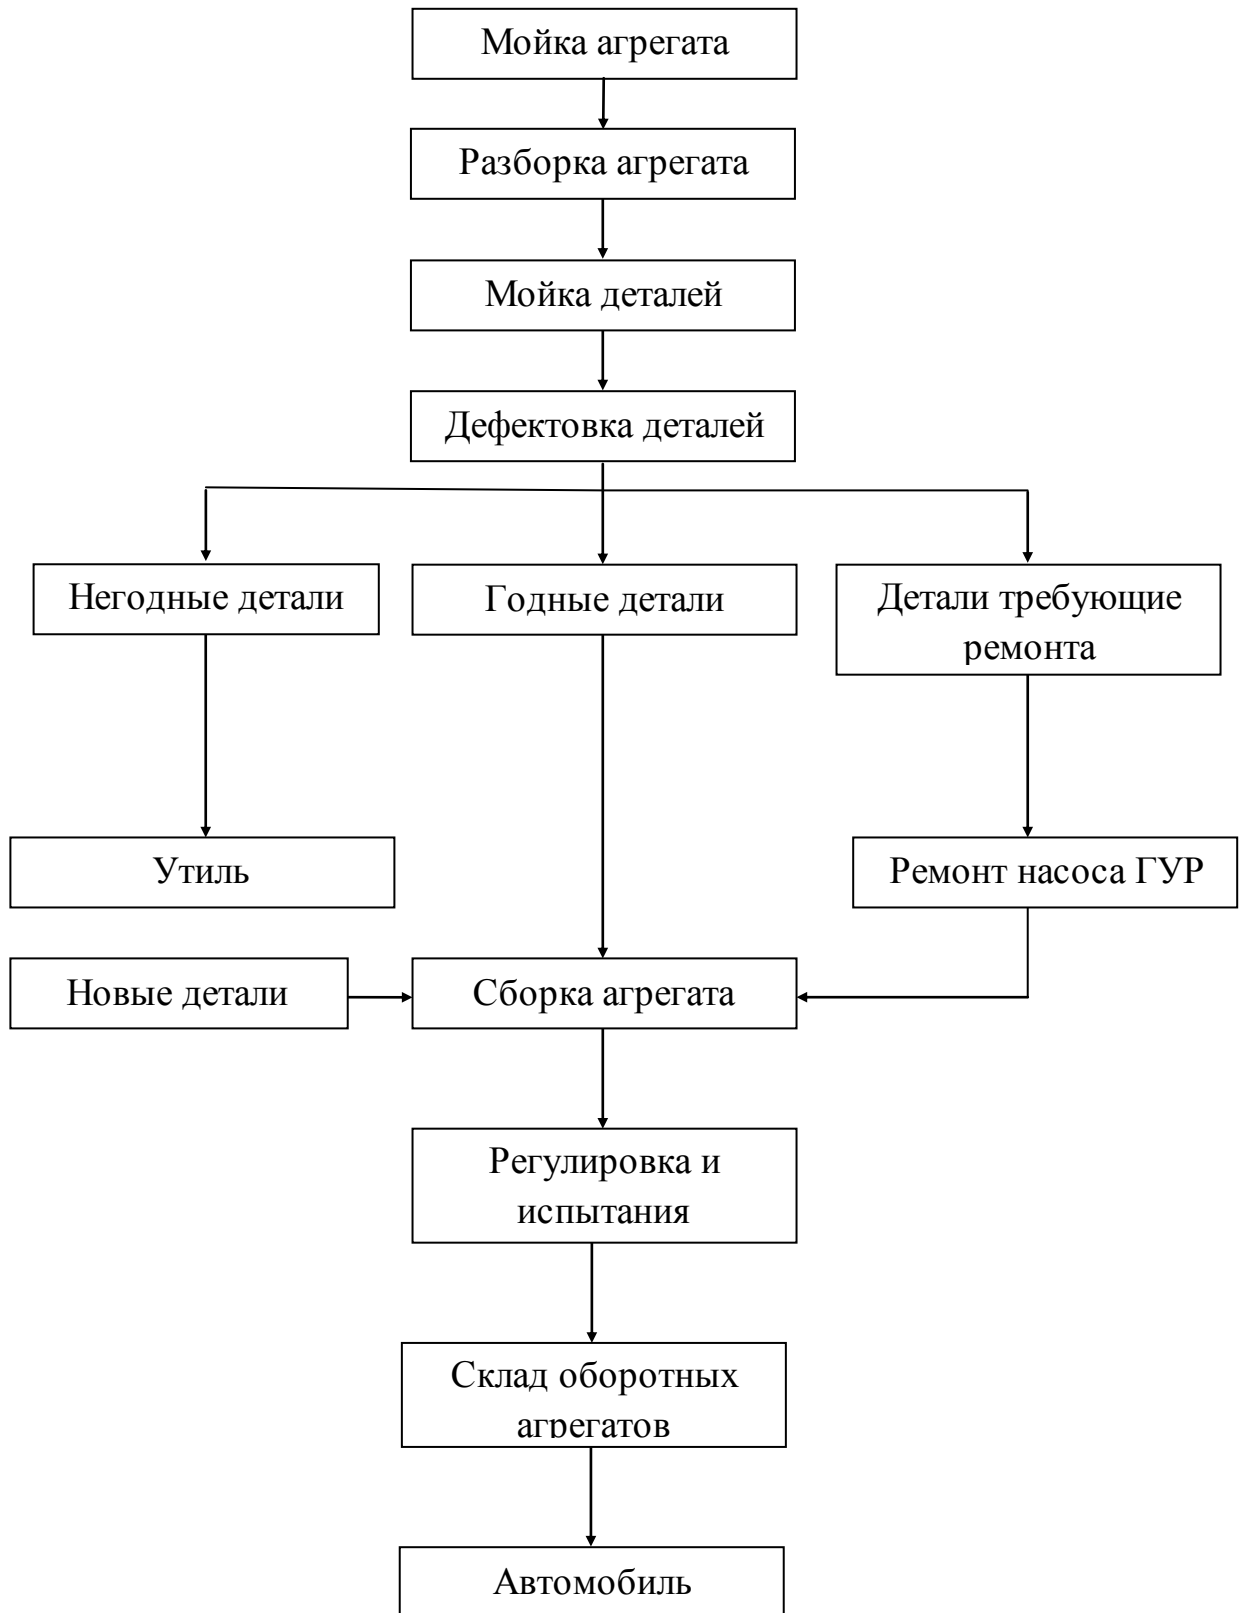 Мойка агрегата
Разборка агрегата
Мойка деталей
Дефектовка деталей
Негодные детали
Годные детали
Детали требующие
ремонта
Утиль
Ремонт насоса ГУР
Новые детали
Сборка агрегата
Регулировка и
испытания
Склад оборотных
агрегатов
Автомобиль